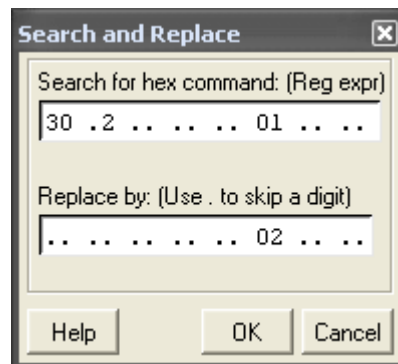 Search and Replace
Search for hex command: (Reg expr)
30 .2 .. .. .. 01 .. ..
Replace by: (Use . to skip a digit)
.. .. .. .. .. 02 .. ..
Help OK Cancel